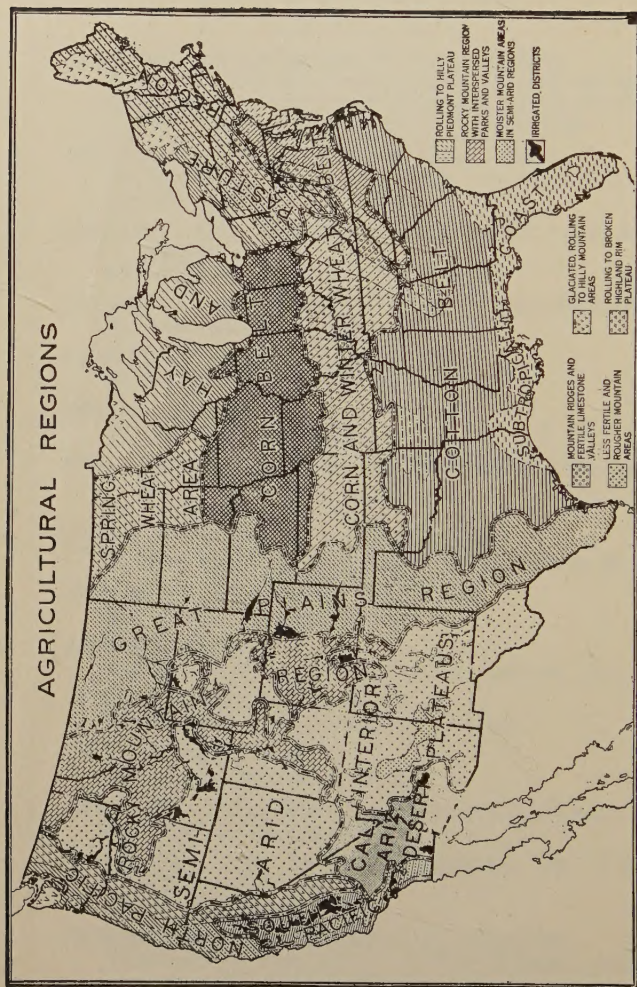 AGRICULTURAL REGIONS
SPRING
WHEAT
AREA
HAY AND PASTURE REGION
CORN BELT
CORN AND WINTER WHEAT BELT
COTTON BELT
SUBTROPICAL COAST
GREAT PLAINS REGION
ROCKY MOUNTAIN REGION
SEMI-
ARID
INTERIOR
PLATEAUS
CAL
ARIZ
DESERT
NORTH PACIFIC
SOUTH
PACIFIC
MOUNTAIN RIDGES AND
FERTILE LIMESTONE
VALLEYS
LESS FERTILE AND
ROUGHER MOUNTAIN
AREAS
GLACIATED, ROLLING
TO HILLY MOUNTAIN
AREAS
ROLLING TO BROKEN
HIGHLAND RIM
PLATEAU
ROLLING TO HILLY
PIEDMONT PLATEAU
ROCKY MOUNTAIN REGION
WITH INTERSPERSED
PARKS AND VALLEYS
MOISTER MOUNTAIN AREAS
IN SEMI-ARID REGIONS
IRRIGATED DISTRICTS